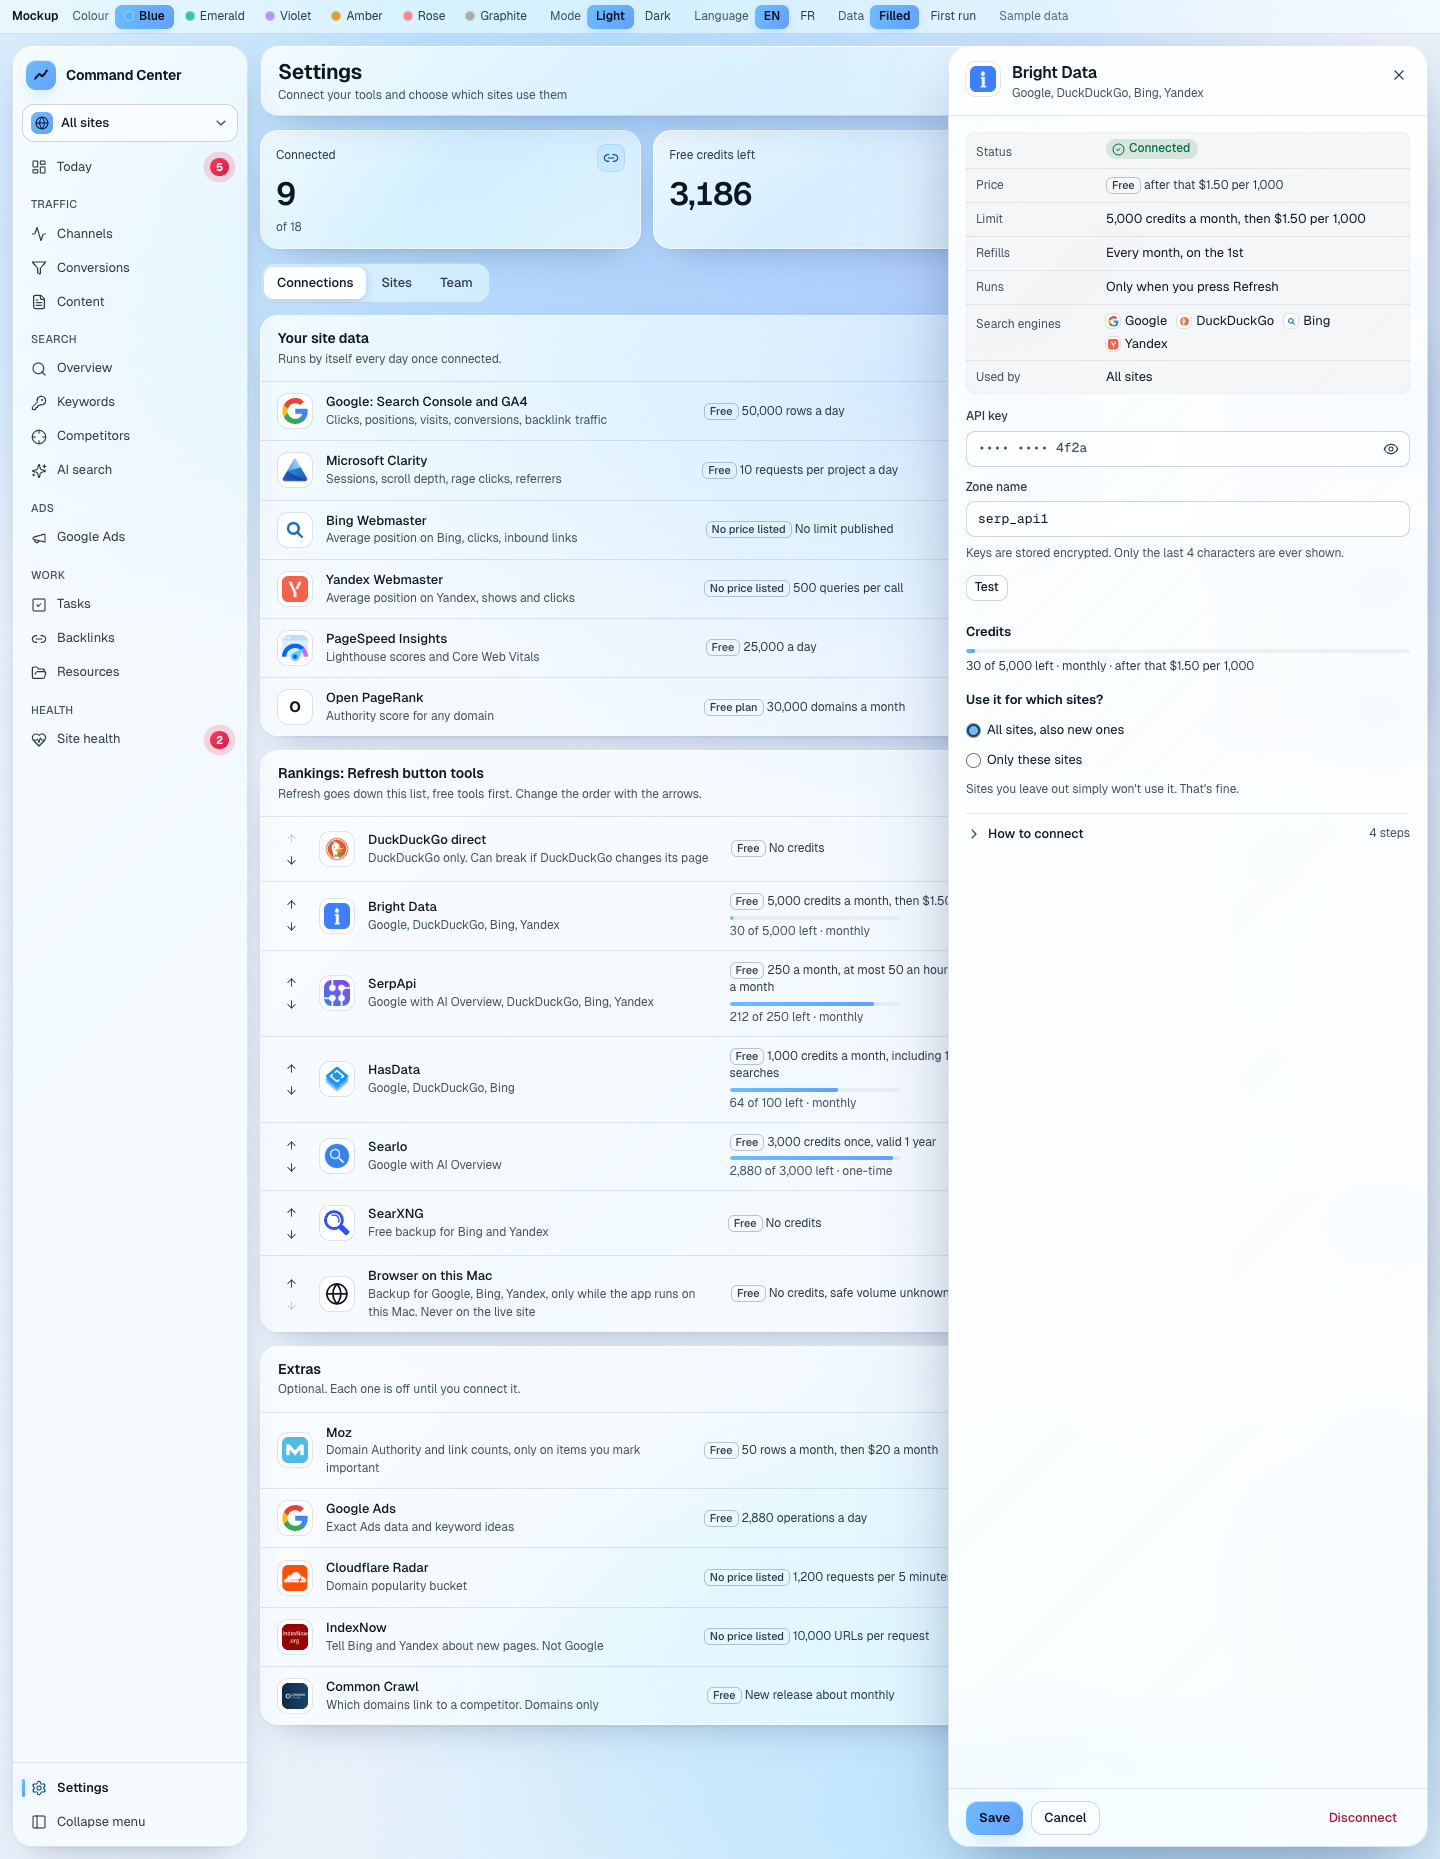 Mockup Colour Blue Emerald Violet Amber Rose Graphite Mode Light Dark Language EN FR Data Filled First run Sample data
Command Center
All sites
Today 5
TRAFFIC
Channels
Conversions
Content
SEARCH
Overview
Keywords
Competitors
AI search
ADS
Google Ads
WORK
Tasks
Backlinks
Resources
HEALTH
Site health 2
Settings
Collapse menu
Settings
Connect your tools and choose which sites use them
Connected
9
of 18
Free credits left
3,186
Connections Sites Team
Your site data
Runs by itself every day once connected.
Google: Search Console and GA4
Clicks, positions, visits, conversions, backlink traffic
Free 50,000 rows a day
Microsoft Clarity
Sessions, scroll depth, rage clicks, referrers
Free 10 requests per project a day
Bing Webmaster
Average position on Bing, clicks, inbound links
No price listed No limit published
Yandex Webmaster
Average position on Yandex, shows and clicks
No price listed 500 queries per call
PageSpeed Insights
Lighthouse scores and Core Web Vitals
Free 25,000 a day
Open PageRank
Authority score for any domain
Free plan 30,000 domains a month
Rankings: Refresh button tools
Refresh goes down this list, free tools first. Change the order with the arrows.
DuckDuckGo direct
DuckDuckGo only. Can break if DuckDuckGo changes its page
Free No credits
Bright Data
Google, DuckDuckGo, Bing, Yandex
Free 5,000 credits a month, then $1.50
30 of 5,000 left · monthly
SerpApi
Google with AI Overview, DuckDuckGo, Bing, Yandex
Free 250 a month, at most 50 an hour
a month
212 of 250 left · monthly
HasData
Google, DuckDuckGo, Bing
Free 1,000 credits a month, including 1
searches
64 of 100 left · monthly
Searlo
Google with AI Overview
Free 3,000 credits once, valid 1 year
2,880 of 3,000 left · one-time
SearXNG
Free backup for Bing and Yandex
Free No credits
Browser on this Mac
Backup for Google, Bing, Yandex, only while the app runs on
this Mac. Never on the live site
Free No credits, safe volume unknown
Extras
Optional. Each one is off until you connect it.
Moz
Domain Authority and link counts, only on items you mark
important
Free 50 rows a month, then $20 a month
Google Ads
Exact Ads data and keyword ideas
Free 2,880 operations a day
Cloudflare Radar
Domain popularity bucket
No price listed 1,200 requests per 5 minutes
IndexNow
Tell Bing and Yandex about new pages. Not Google
No price listed 10,000 URLs per request
Common Crawl
Which domains link to a competitor. Domains only
Free New release about monthly
Bright Data
Google, DuckDuckGo, Bing, Yandex
Status Connected
Price Free after that $1.50 per 1,000
Limit 5,000 credits a month, then $1.50 per 1,000
Refills Every month, on the 1st
Runs Only when you press Refresh
Search engines Google DuckDuckGo Bing
Yandex
Used by All sites
API key
•••• •••• 4f2a
Zone name
serp_api1
Keys are stored encrypted. Only the last 4 characters are ever shown.
Test
Credits
30 of 5,000 left · monthly · after that $1.50 per 1,000
Use it for which sites?
All sites, also new ones
Only these sites
Sites you leave out simply won't use it. That's fine.
How to connect 4 steps
Save Cancel Disconnect